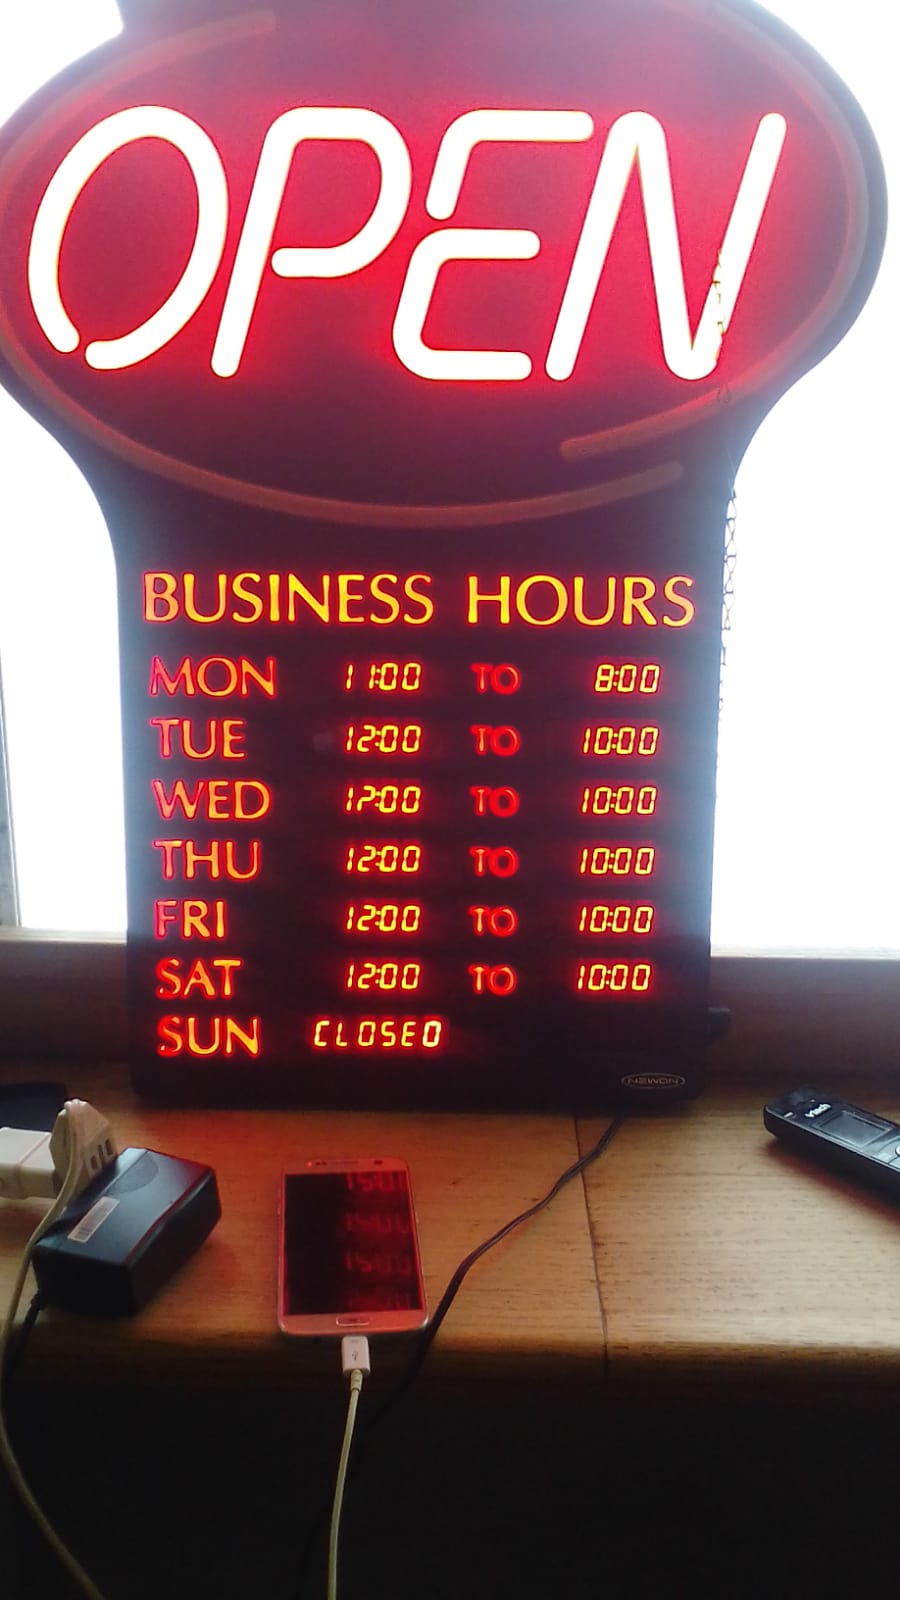 OPEN
BUSINESS HOURS
MON 11:00 TO 8:00
TUE 12:00 TO 10:00
WED 12:00 TO 10:00
THU 12:00 TO 10:00
FRI 12:00 TO 10:00
SAT 12:00 TO 10:00
SUN CLOSED
NEWON
vtech